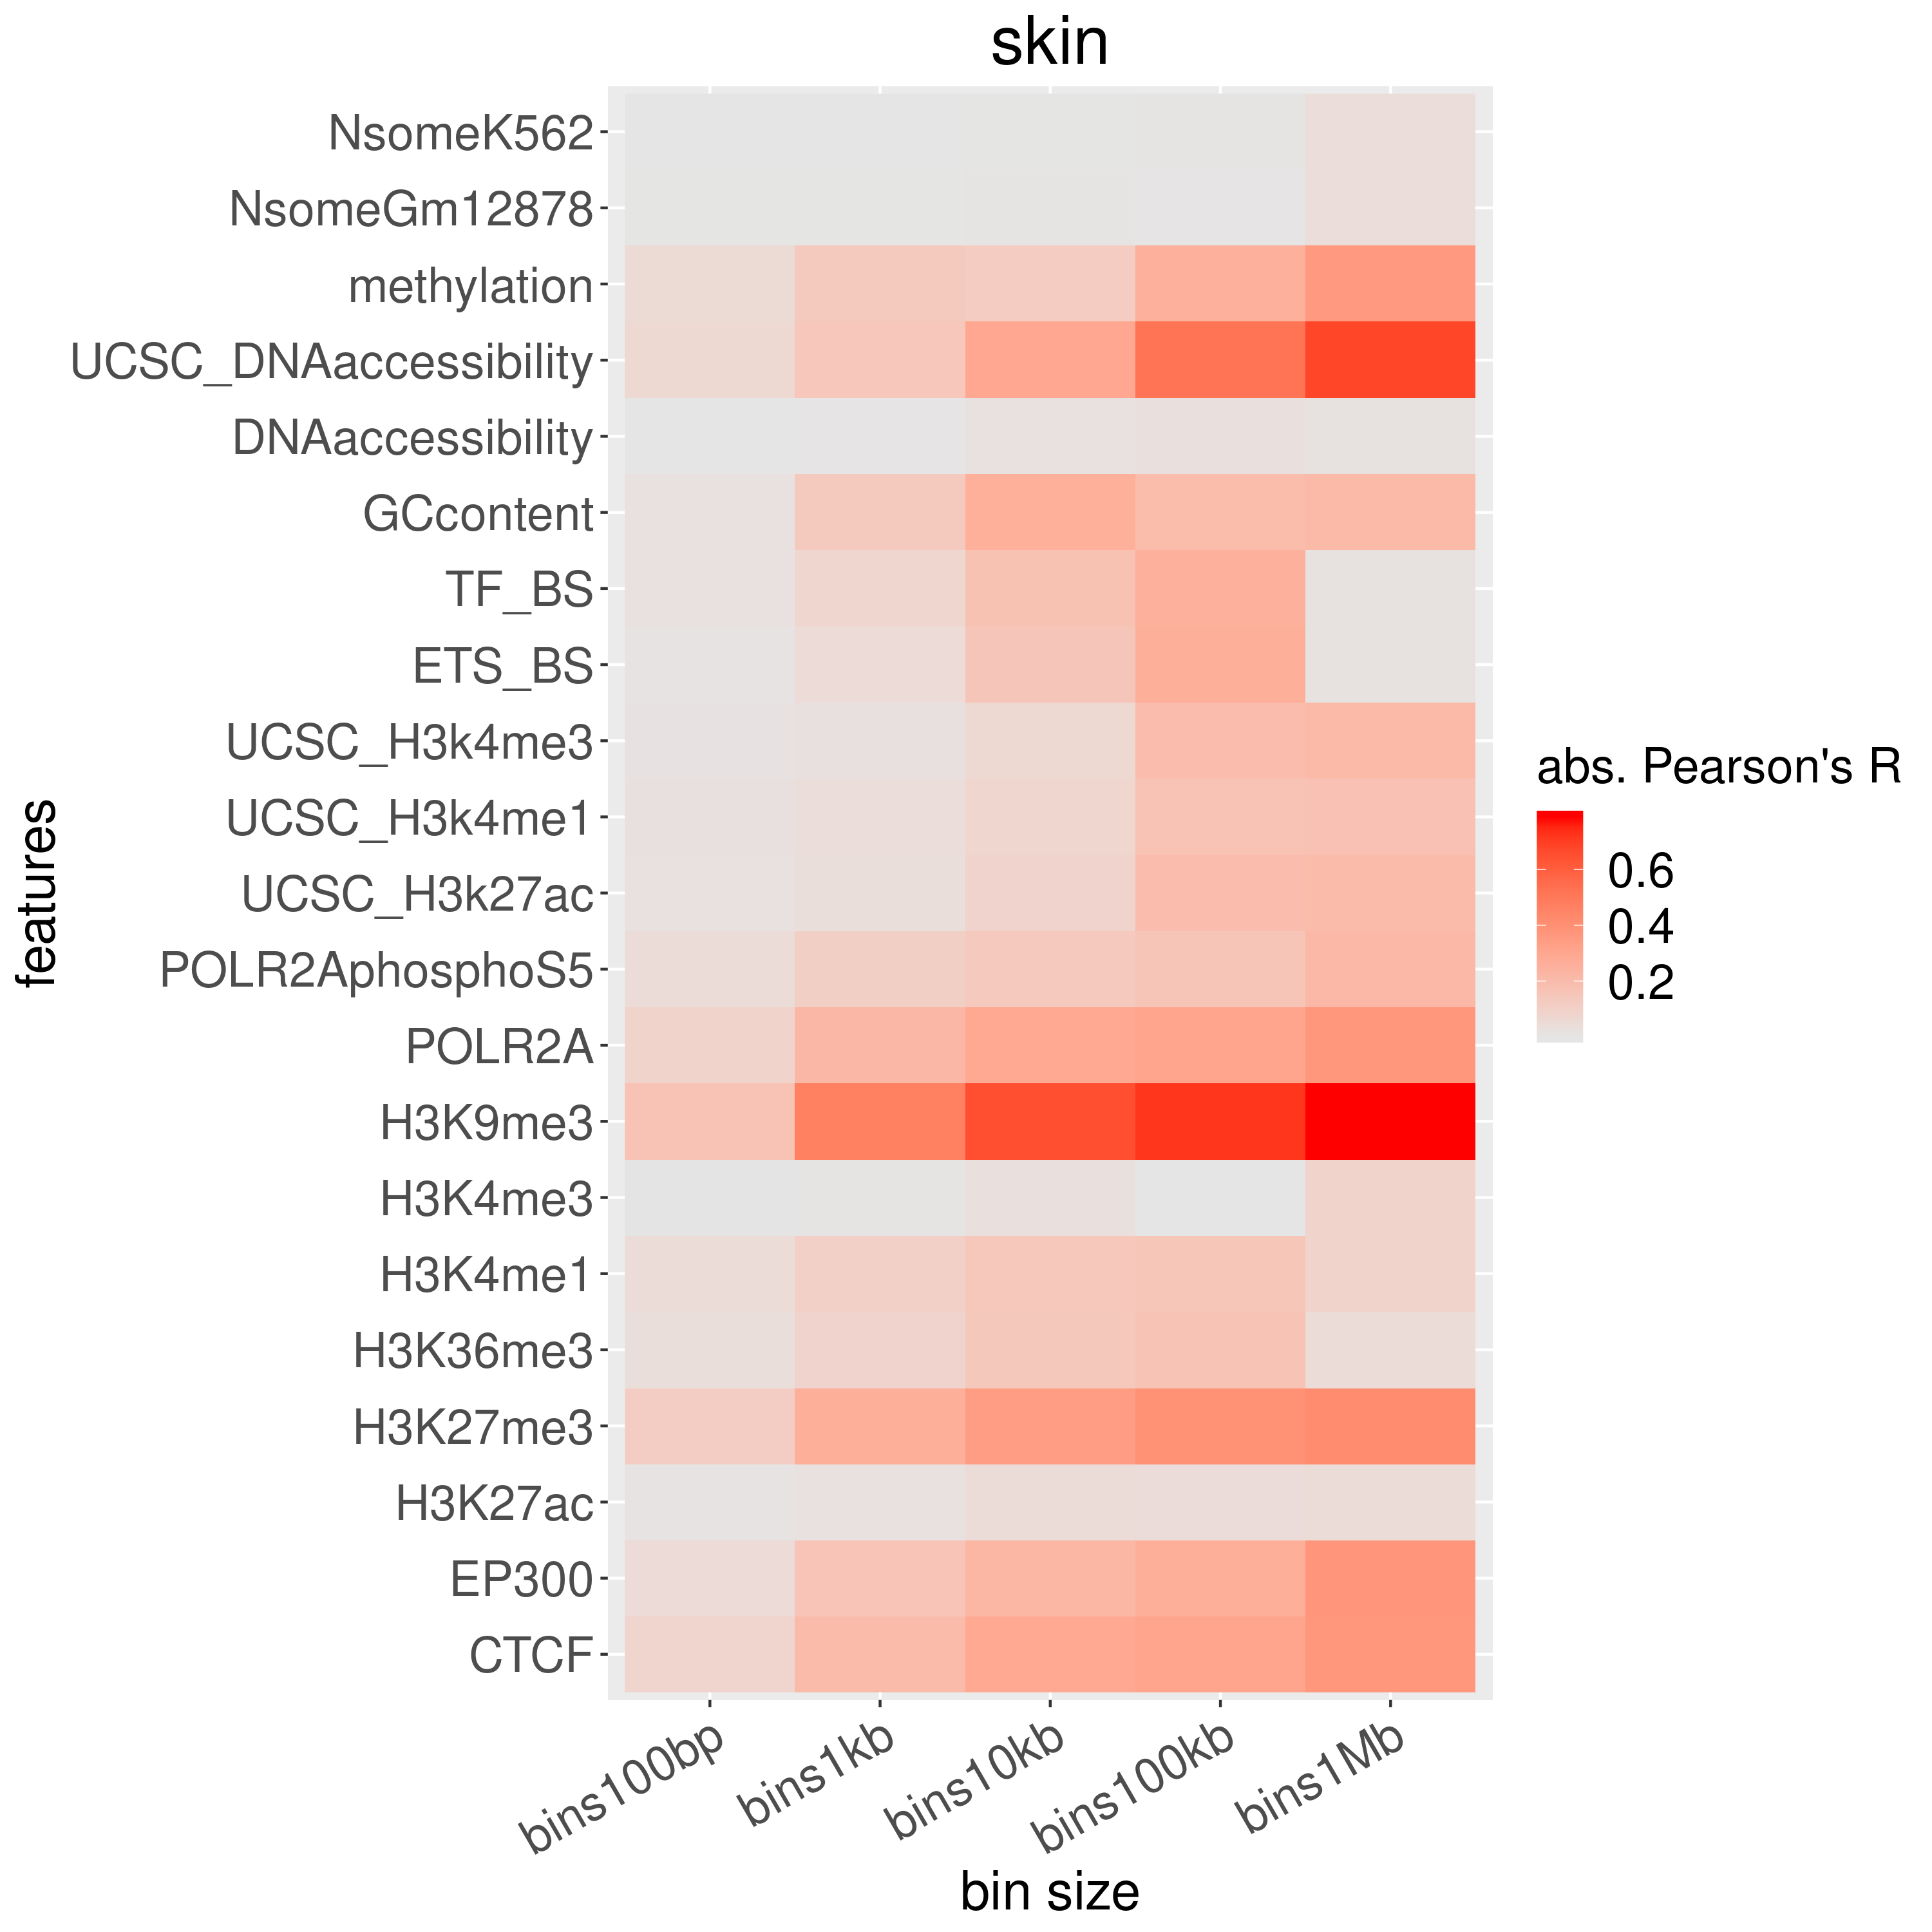 skin
NsomeK562
NsomeGm12878
methylation
UCSC_DNAaccessibility
DNAaccessibility
GCcontent
TF_BS
ETS_BS
UCSC_H3k4me3
UCSC_H3k4me1
UCSC_H3k27ac
POLR2AphosphoS5
POLR2A
H3K9me3
H3K4me3
H3K4me1
H3K36me3
H3K27me3
H3K27ac
EP300
CTCF
features
bins100bp
bins1kb
bins10kb
bins100kb
bins1Mb
bin size
abs. Pearson's R
0.6
0.4
0.2